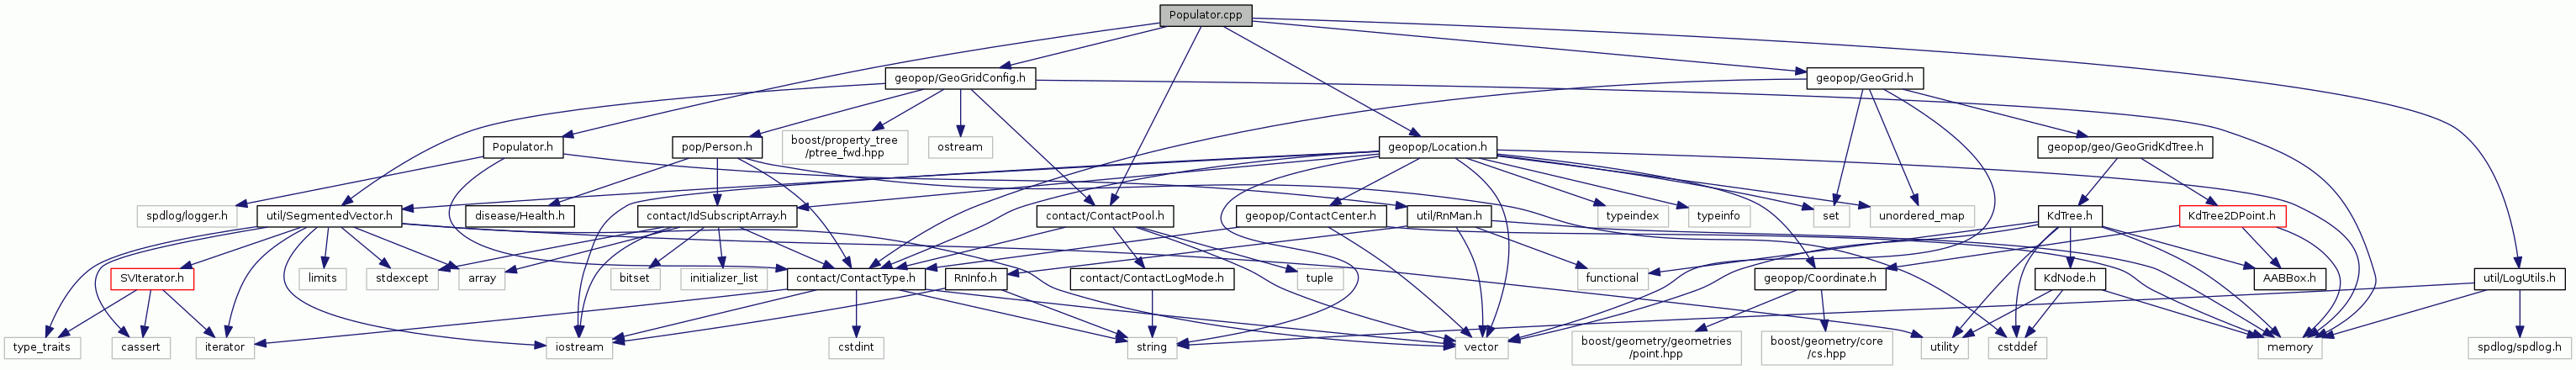 Populator.cpp
geopop/GeoGridConfig.h
geopop/GeoGrid.h
Populator.h
pop/Person.h
boost/property_tree
/ptree_fwd.hpp
ostream
geopop/Location.h
geopop/geo/GeoGridKdTree.h
spdlog/logger.h
util/SegmentedVector.h
disease/Health.h
contact/IdSubscriptArray.h
contact/ContactPool.h
geopop/ContactCenter.h
util/RnMan.h
typeindex
typeinfo
set
unordered_map
KdTree.h
KdTree2DPoint.h
SVIterator.h
limits
stdexcept
array
bitset
initializer_list
contact/ContactType.h
RnInfo.h
contact/ContactLogMode.h
tuple
functional
geopop/Coordinate.h
KdNode.h
AABBox.h
util/LogUtils.h
type_traits
cassert
iterator
iostream
cstdint
string
vector
boost/geometry/geometries
/point.hpp
boost/geometry/core
/cs.hpp
utility
cstddef
memory
spdlog/spdlog.h